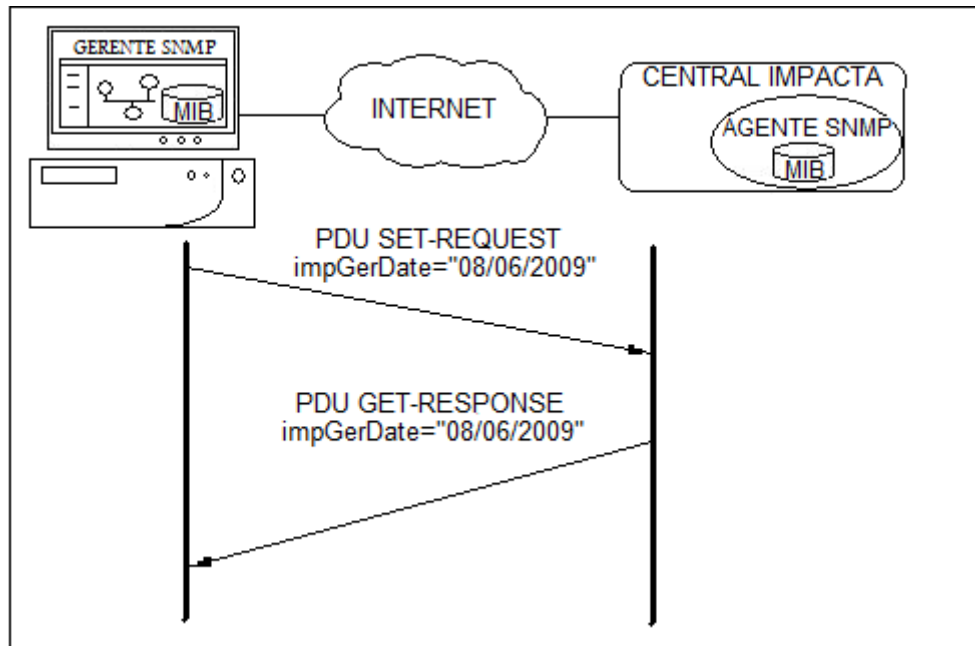 GERENTE SNMP
MIB
INTERNET
CENTRAL IMPACTA
AGENTE SNMP
MIB
PDU SET-REQUEST
impGerDate="08/06/2009"
PDU GET-RESPONSE
impGerDate="08/06/2009"